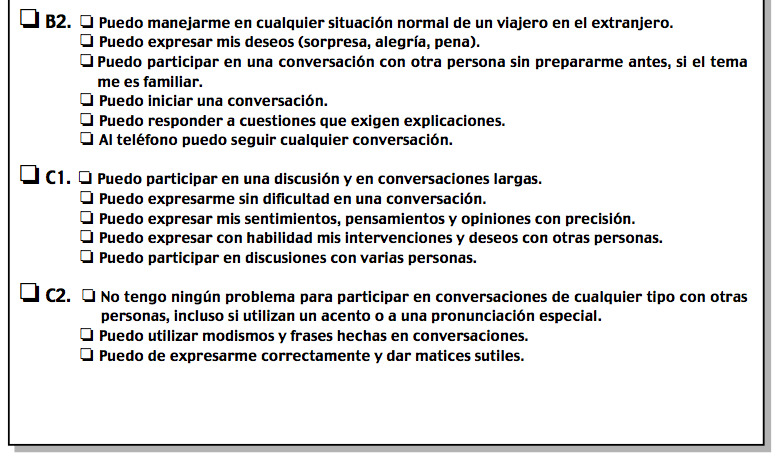 ❏ B2. ❏ Puedo manejarme en cualquier situación normal de un viajero en el extranjero.
❏ Puedo expresar mis deseos (sorpresa, alegría, pena).
❏ Puedo participar en una conversación con otra persona sin prepararme antes, si el tema
me es familiar.
❏ Puedo iniciar una conversación.
❏ Puedo responder a cuestiones que exigen explicaciones.
❏ Al teléfono puedo seguir cualquier conversación.
❏ C1. ❏ Puedo participar en una discusión y en conversaciones largas.
❏ Puedo expresarme sin dificultad en una conversación.
❏ Puedo expresar mis sentimientos, pensamientos y opiniones con precisión.
❏ Puedo expresar con habilidad mis intervenciones y deseos con otras personas.
❏ Puedo participar en discusiones con varias personas.
❏ C2. ❏ No tengo ningún problema para participar en conversaciones de cualquier tipo con otras
personas, incluso si utilizan un acento o a una pronunciación especial.
❏ Puedo utilizar modismos y frases hechas en conversaciones.
❏ Puedo de expresarme correctamente y dar matices sutiles.